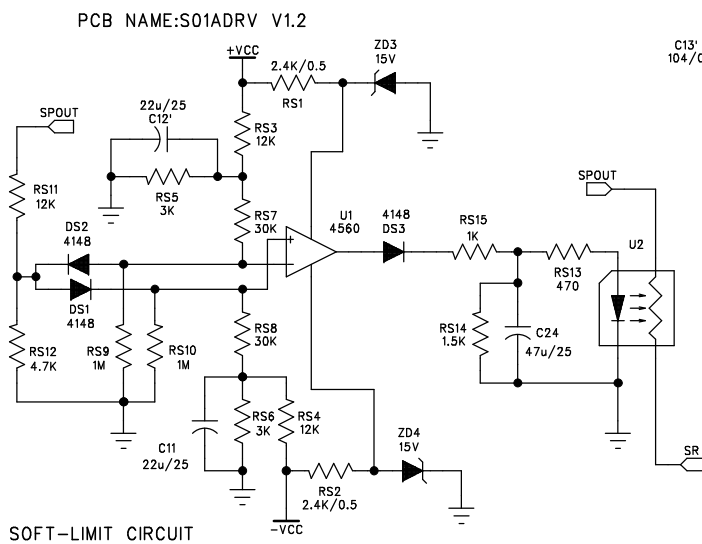 PCB NAME:S01ADRV V1.2
+VCC
ZD3
15V
C13'
104/
2.4K/0.5
RS1
22u/25
C12'
SPOUT
RS3
12K
RS11
12K
RS5
3K
SPOUT
RS7
30K
U1
4560
4148
DS3
RS15
1K
U2
DS2
4148
+
−
RS13
470
DS1
4148
RS8
30K
RS14
1.5K
C24
47u/25
RS12
4.7K
RS9
1M
RS10
1M
RS6
3K
RS4
12K
C11
22u/25
ZD4
15V
SR
RS2
2.4K/0.5
-VCC
SOFT-LIMIT CIRCUIT